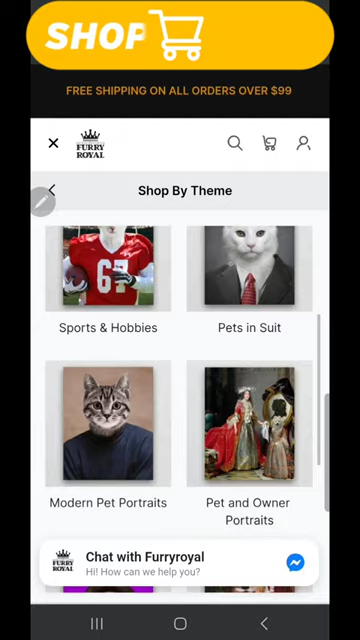 SHOP
FREE SHIPPING ON ALL ORDERS OVER $99
FURRY
ROYAL
Shop By Theme
67
Sports & Hobbies
Pets in Suit
Modern Pet Portraits
Pet and Owner
Portraits
FURRY
ROYAL
Chat with Furryroyal
Hi! How can we help you?